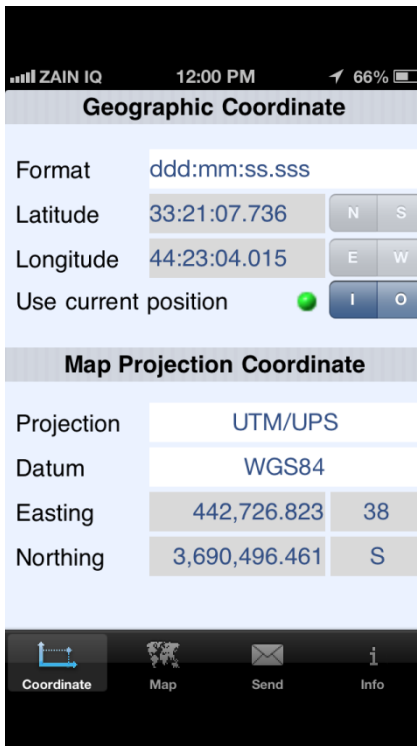 ZAIN IQ 12:00 PM 66%
Geographic Coordinate
Format ddd:mm:ss.sss
Latitude 33:21:07.736 N S
Longitude 44:23:04.015 E W
Use current position I O
Map Projection Coordinate
Projection UTM/UPS
Datum WGS84
Easting 442,726.823 38
Northing 3,690,496.461 S
Coordinate Map Send Info